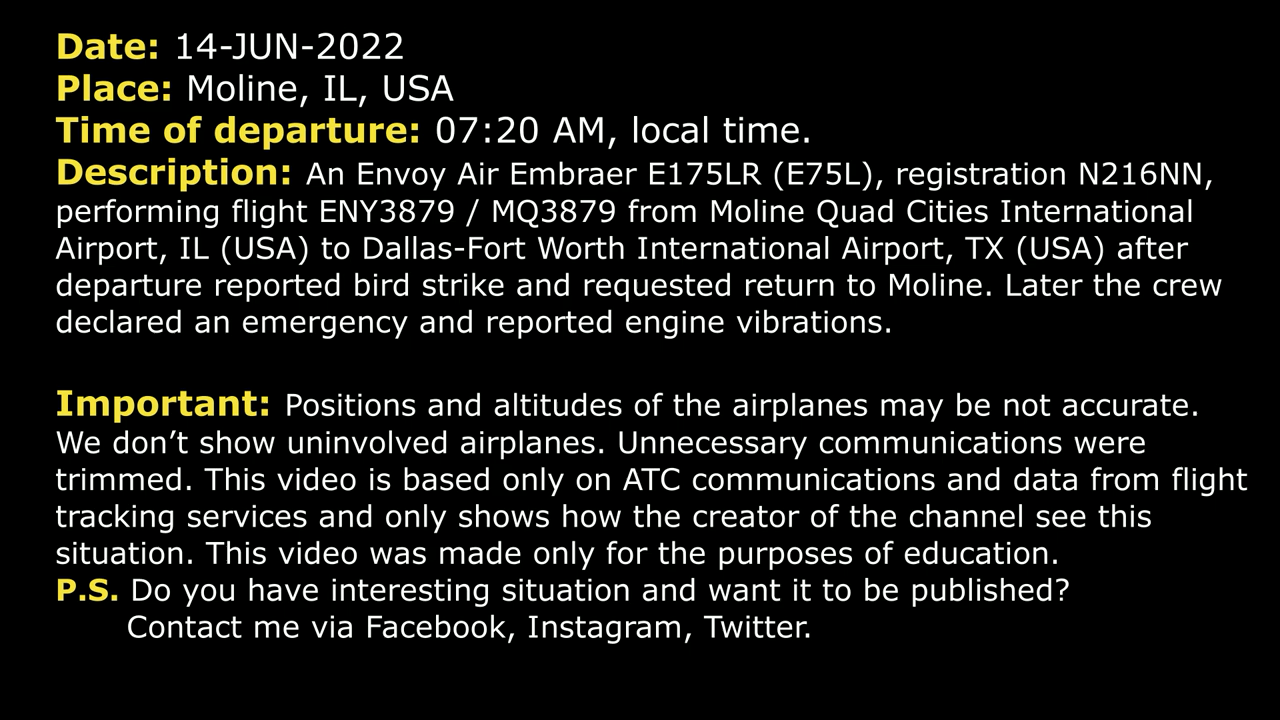 Date: 14-JUN-2022
Place: Moline, IL, USA
Time of departure: 07:20 AM, local time.
Description: An Envoy Air Embraer E175LR (E75L), registration N216NN,
performing flight ENY3879 / MQ3879 from Moline Quad Cities International
Airport, IL (USA) to Dallas-Fort Worth International Airport, TX (USA) after
departure reported bird strike and requested return to Moline. Later the crew
declared an emergency and reported engine vibrations.
Important: Positions and altitudes of the airplanes may be not accurate.
We don’t show uninvolved airplanes. Unnecessary communications were
trimmed. This video is based only on ATC communications and data from flight
tracking services and only shows how the creator of the channel see this
situation. This video was made only for the purposes of education.
P.S. Do you have interesting situation and want it to be published?
Contact me via Facebook, Instagram, Twitter.